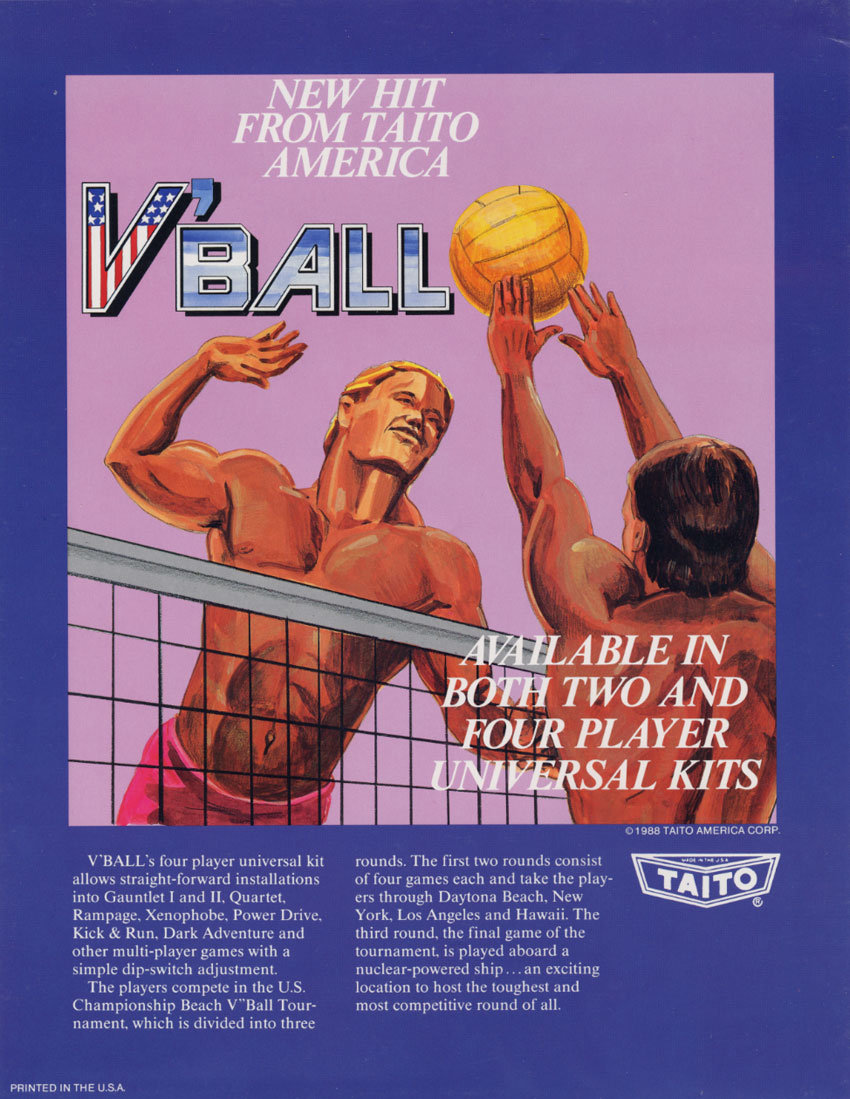 NEW HIT
FROM TAITO
AMERICA
V'BALL
AVAILABLE IN
BOTH TWO AND
FOUR PLAYER
UNIVERSAL KITS
©1988 TAITO AMERICA CORP.
V'BALL's four player universal kit
allows straight-forward installations
into Gauntlet I and II, Quartet,
Rampage, Xenophobe, Power Drive,
Kick & Run, Dark Adventure and
other multi-player games with a
simple dip-switch adjustment.
The players compete in the U.S.
Championship Beach V"Ball Tour-
nament, which is divided into three
rounds. The first two rounds consist
of four games each and take the play-
ers through Daytona Beach, New
York, Los Angeles and Hawaii. The
third round, the final game of the
tournament, is played aboard a
nuclear-powered ship...an exciting
location to host the toughest and
most competitive round of all.
MADE IN THE USA
TAITO
®
PRINTED IN THE U.S.A.